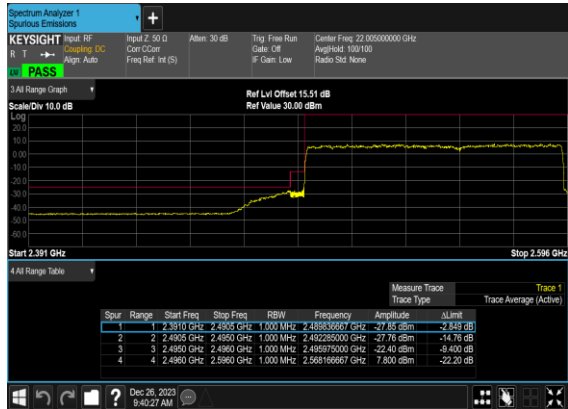 Spectrum Analyzer 1
Spurious Emissions
+
KEYSIGHT Input: RF Input Z: 50 Ω Atten: 30 dB Trig: Free Run Center Freq: 22.005000000 GHz
R T Coupling: DC Corr CCorr Gate: Off Avg|Hold: 100/100
Align: Auto Freq Ref: Int (S) IF Gain: Low Radio Std: None
PASS
3 All Range Graph
Ref Lvl Offset 15.51 dB
Scale/Div 10.0 dB Ref Value 30.00 dBm
Log
20.0
10.0
0.00
-10.0
-20.0
-30.0
-40.0
-50.0
-60.0
Start 2.391 GHz Stop 2.596 GHz
4 All Range Table
Measure Trace Trace 1
Trace Type Trace Average (Active)
Spur Range Start Freq Stop Freq RBW Frequency Amplitude ΔLimit
1 1 2.3910 GHz 2.4905 GHz 1.000 MHz 2.489836667 GHz -27.85 dBm -2.849 dB
2 2 2.4905 GHz 2.4950 GHz 1.000 MHz 2.492285000 GHz -27.76 dBm -14.76 dB
3 3 2.4950 GHz 2.4960 GHz 1.000 MHz 2.495975000 GHz -22.40 dBm -9.400 dB
4 4 2.4960 GHz 2.5960 GHz 1.000 MHz 2.568166667 GHz 7.800 dBm -22.20 dB
? Dec 26, 2023
9:40:27 AM